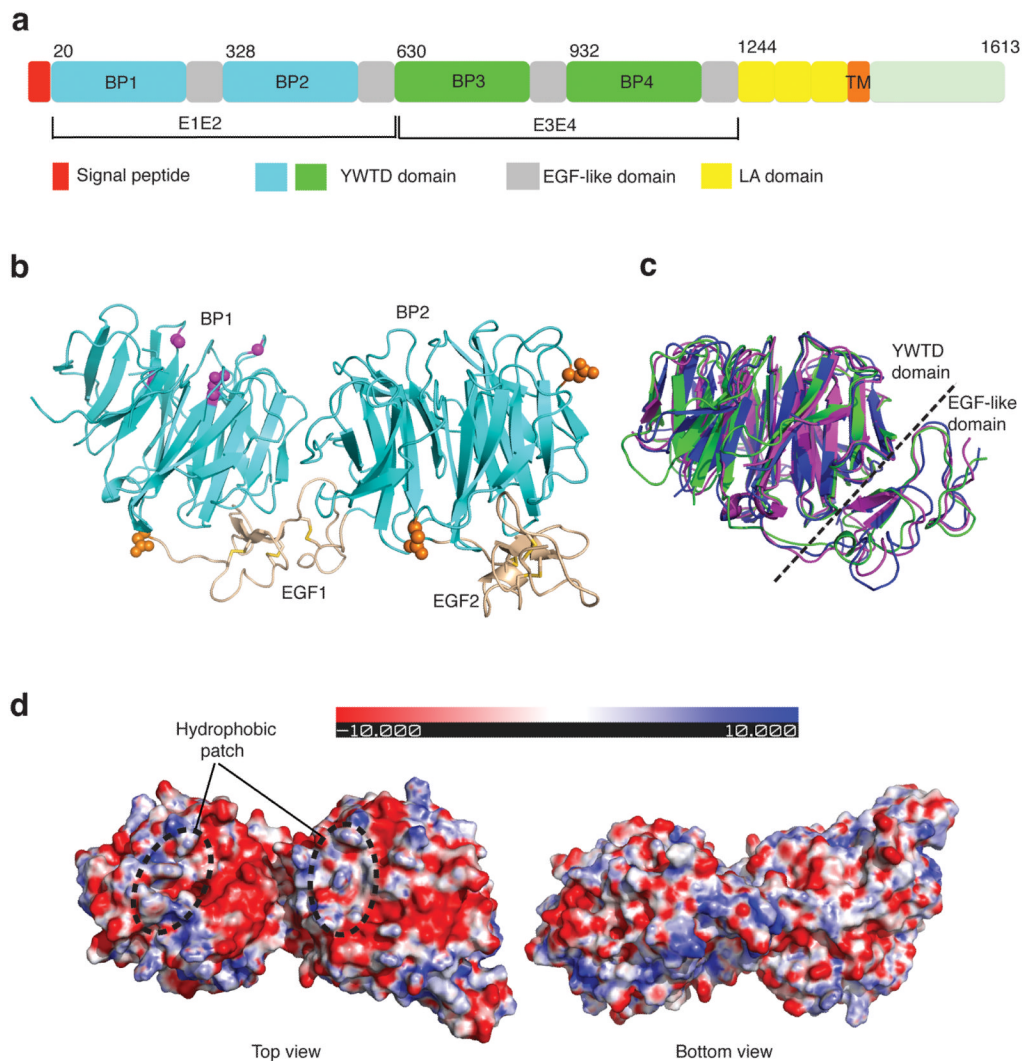 a
20 328 630 932 1244 1613
BP1 BP2 BP3 BP4 TM
E1E2 E3E4
Signal peptide YWTD domain EGF-like domain LA domain
b
BP1
BP2
EGF1
EGF2
c
YWTD
domain
EGF-like
domain
d
−10.000 10.000
Hydrophobic
patch
Top view
Bottom view